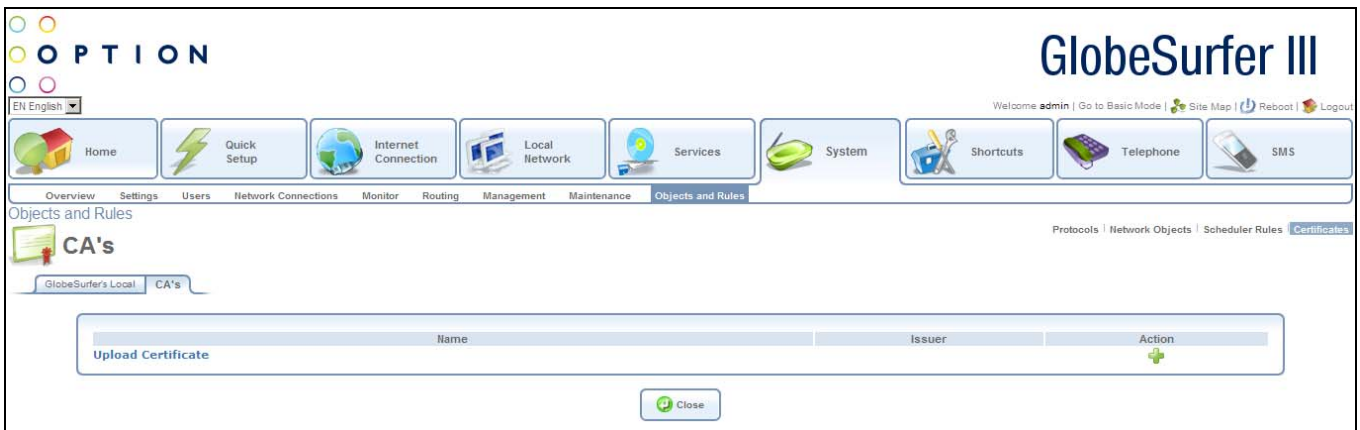 OPTION
GlobeSurfer III
EN English
Welcome admin | Go to Basic Mode | Site Map | Reboot | Logout
Home
Quick Setup
Internet Connection
Local Network
Services
System
Shortcuts
Telephone
SMS
Overview Settings Users Network Connections Monitor Routing Management Maintenance Objects and Rules
Objects and Rules
Protocols | Network Objects | Scheduler Rules | Certificates
CA's
GlobeSurfer's Local CA's
Name Issuer Action
Upload Certificate
Close